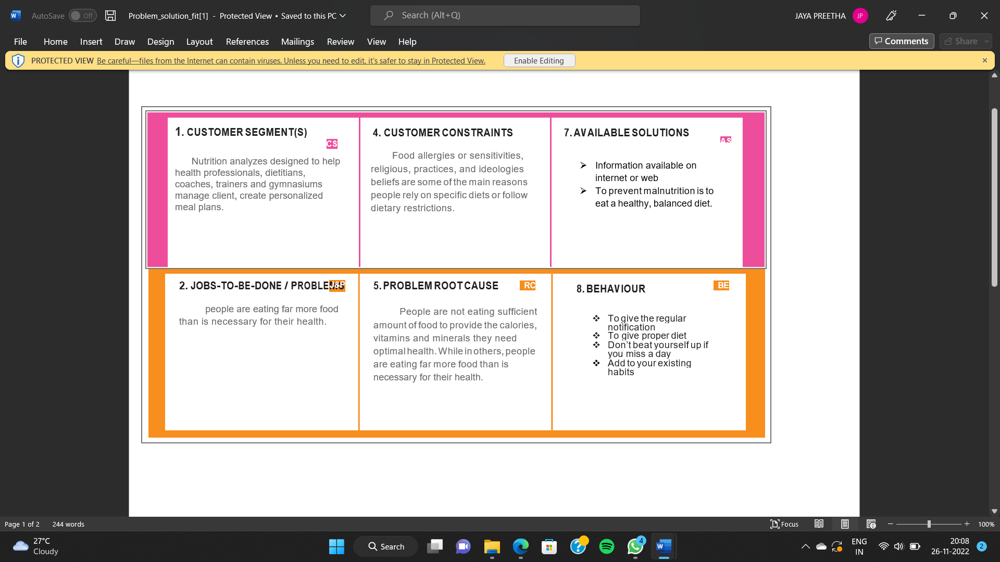 AutoSave Off Problem_solution_fit[1] - Protected View • Saved to this PC Search (Alt+Q) JAYA PREETHA JP
File Home Insert Draw Design Layout References Mailings Review View Help Comments Share
PROTECTED VIEW Be careful—files from the Internet can contain viruses. Unless you need to edit, it's safer to stay in Protected View. Enable Editing
1. CUSTOMER SEGMENT(S)
CS
Nutrition analyzes designed to help
health professionals, dietitians,
coaches, trainers and gymnasiums
manage client, create personalized
meal plans.
4. CUSTOMER CONSTRAINTS
Food allergies or sensitivities,
religious, practices, and ideologies
beliefs are some of the main reasons
people rely on specific diets or follow
dietary restrictions.
7. AVAILABLE SOLUTIONS
AS
Information available on
internet or web
To prevent malnutrition is to
eat a healthy, balanced diet.
2. JOBS-TO-BE-DONE / PROBLEMS
J&P
people are eating far more food
than is necessary for their health.
5. PROBLEM ROOT CAUSE
RC
People are not eating sufficient
amount of food to provide the calories,
vitamins and minerals they need
optimal health. While in others, people
are eating far more food than is
necessary for their health.
8. BEHAVIOUR
BE
To give the regular
notification
To give proper diet
Don't beat yourself up if
you miss a day
Add to your existing
habits
Page 1 of 2 244 words Focus 100%
27°C
Cloudy
Search
4
ENG
IN
20:08
26-11-2022
2